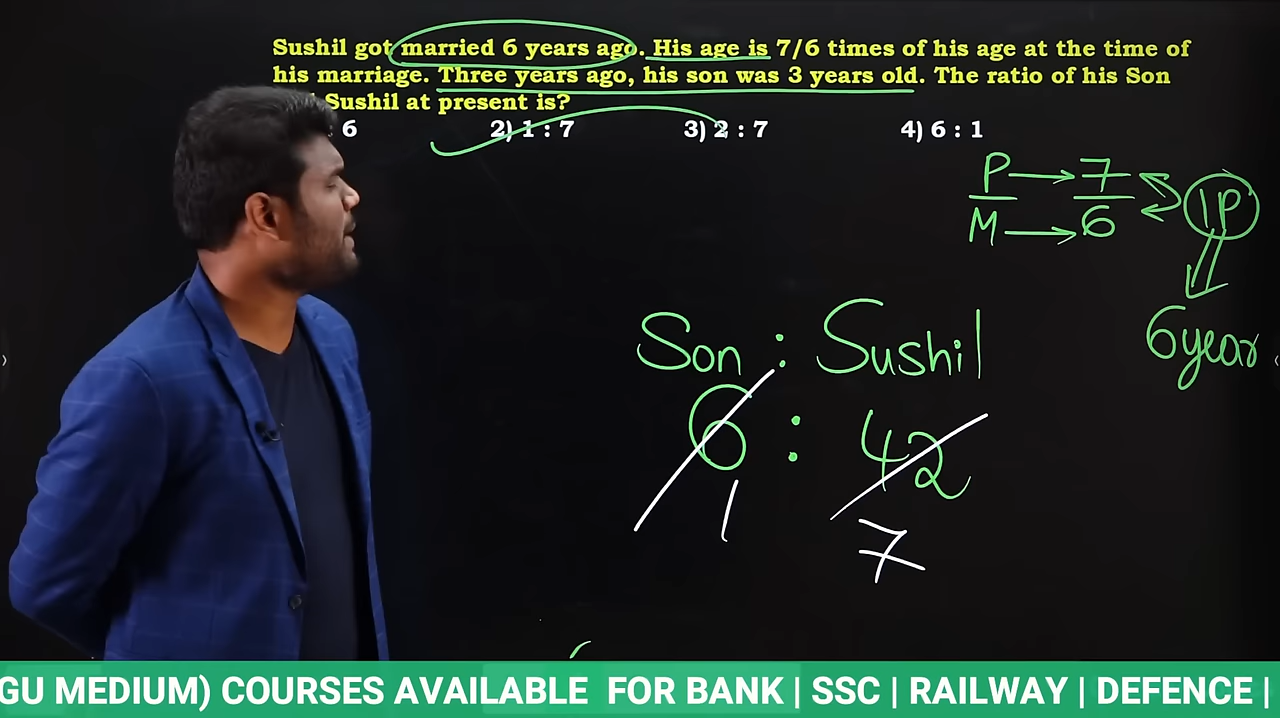 Sushil got married 6 years ago. His age is 7/6 times of his age at the time of
his marriage. Three years ago, his son was 3 years old. The ratio of his Son
Sushil at present is?
: 6 2) 1 : 7 3) 2 : 7 4) 6 : 1
P → 7
M → 6
1P
6year
Son : Sushil
6 : 42
1 7
GU MEDIUM) COURSES AVAILABLE FOR BANK | SSC | RAILWAY | DEFENCE |